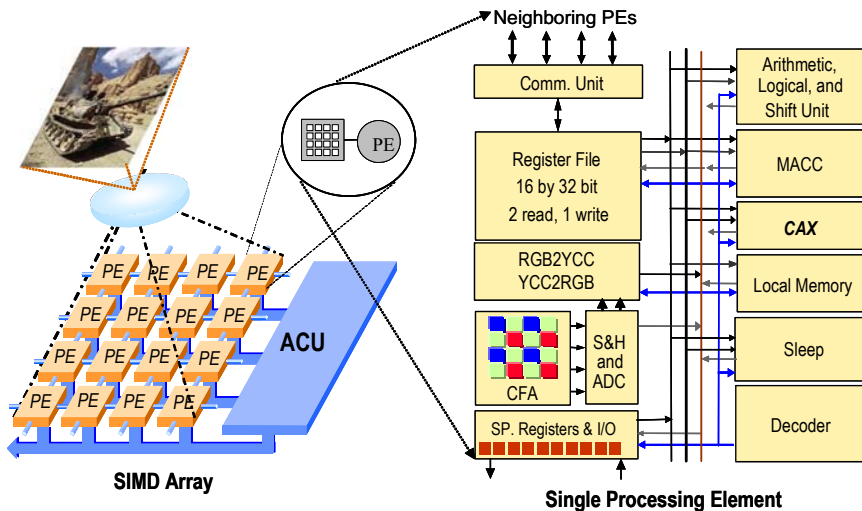 Neighboring PEs
Comm. Unit
Register File
16 by 32 bit
2 read, 1 write
RGB2YCC
YCC2RGB
CFA
S&H
and
ADC
SP. Registers & I/O
Arithmetic,
Logical, and
Shift Unit
MACC
CAX
Local Memory
Sleep
Decoder
Single Processing Element
PE
PE PE PE PE
PE PE PE PE
PE PE PE PE
PE PE PE PE
ACU
SIMD Array